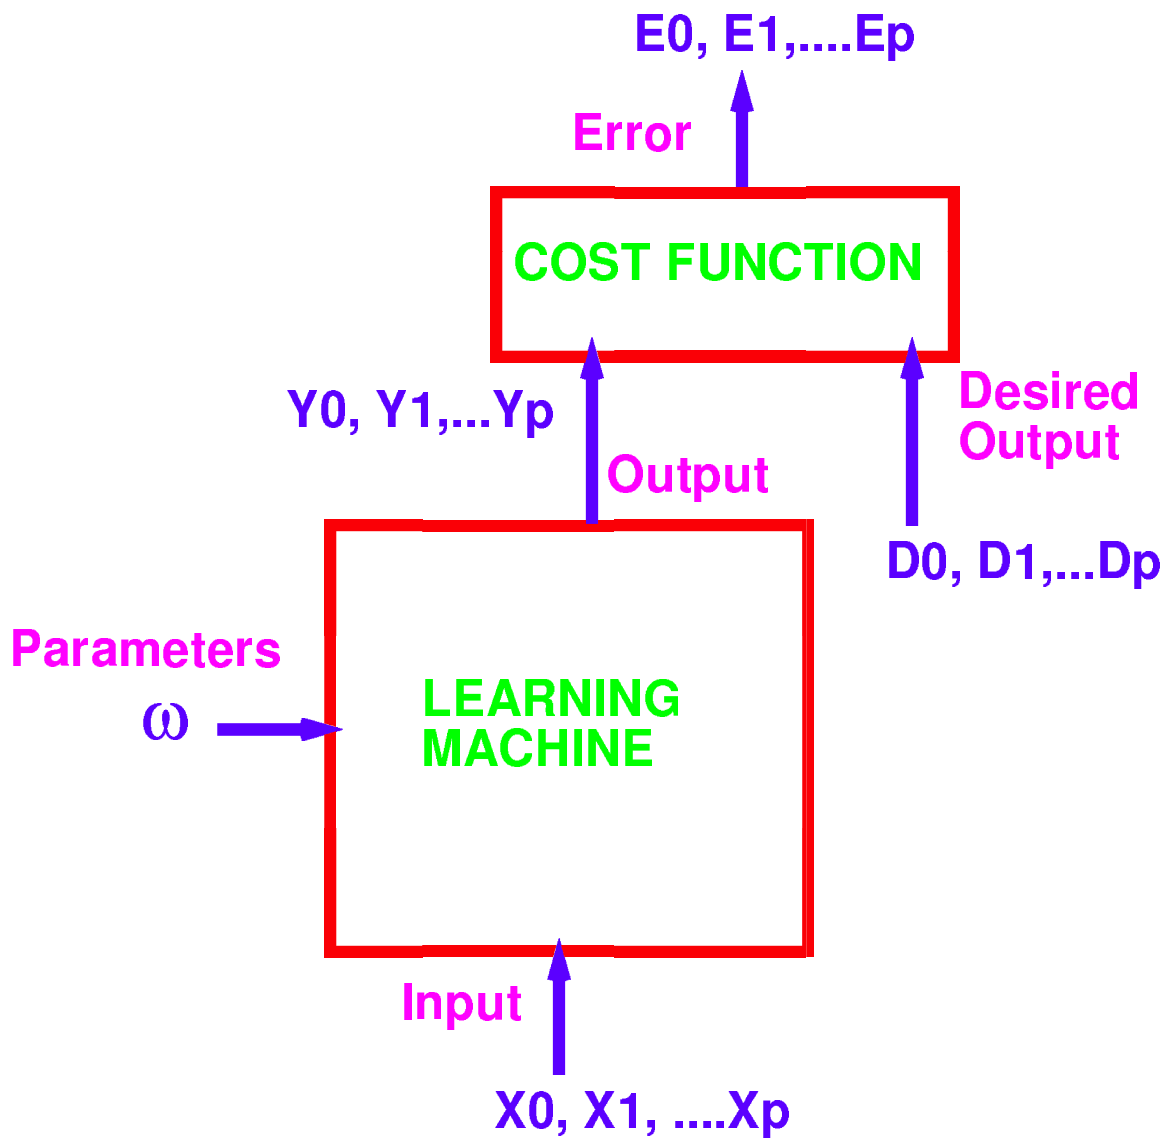 E0, E1,....Ep
Error
COST FUNCTION
Y0, Y1,...Yp
Desired
Output
Output
D0, D1,...Dp
Parameters
ω
LEARNING
MACHINE
Input
X0, X1, ....Xp